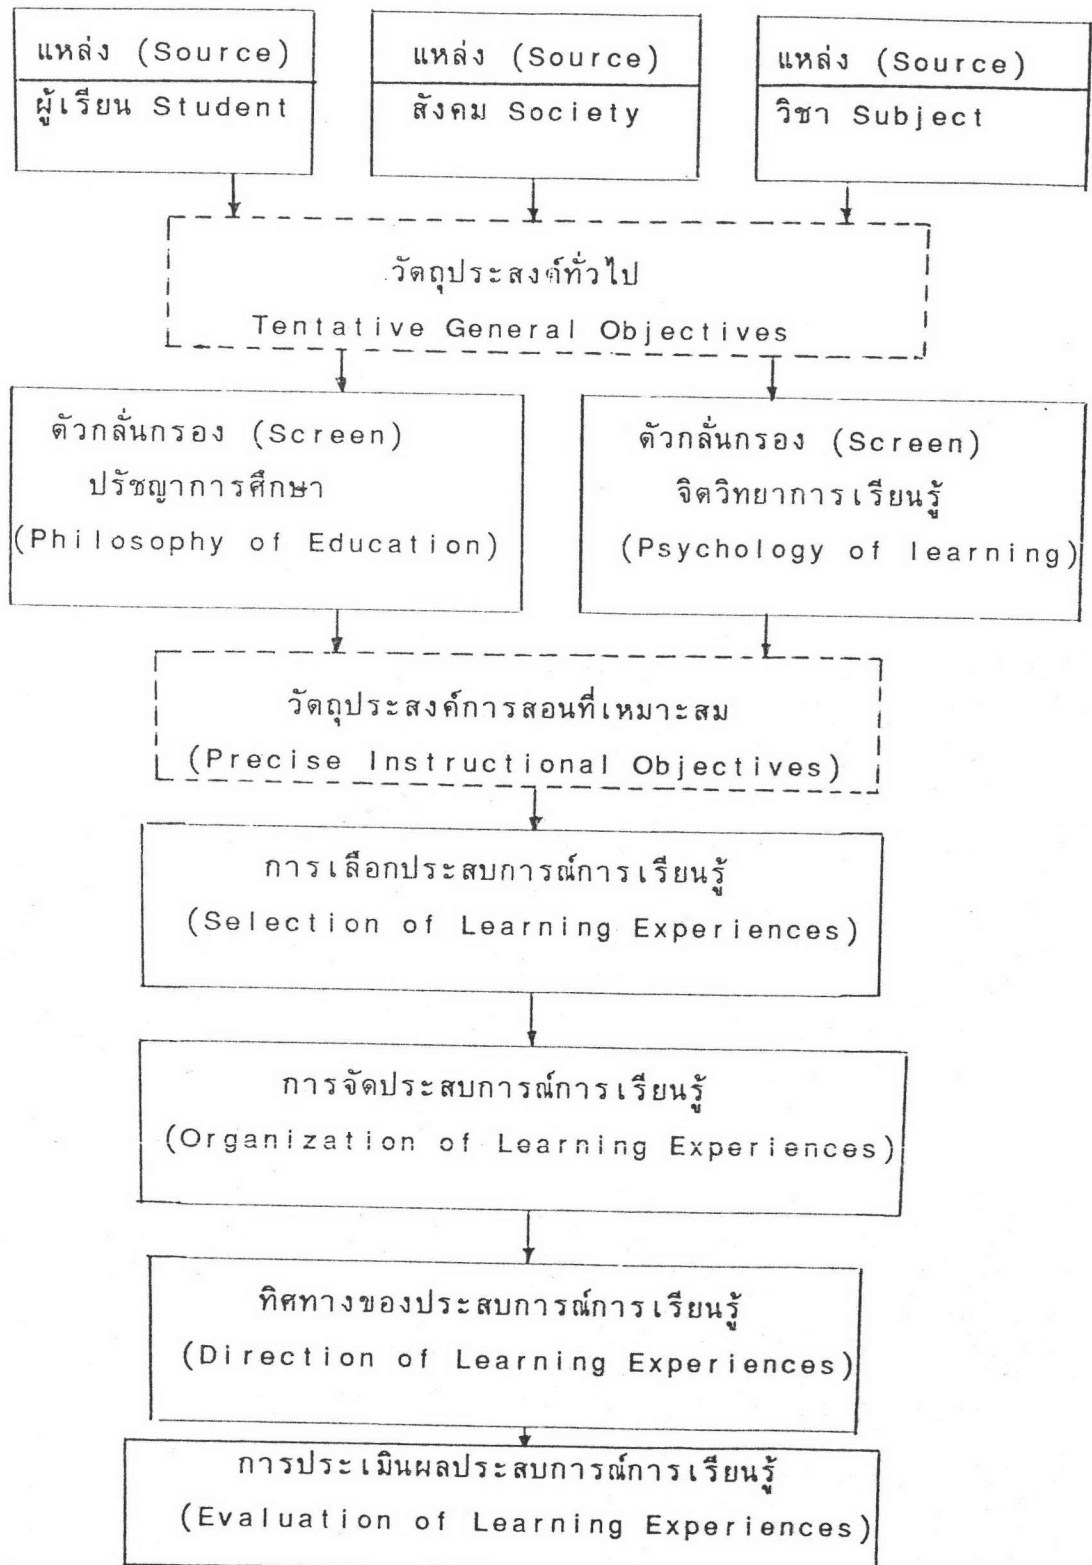 แหล่ง (Source)
ผู้เรียน Student
แหล่ง (Source)
สังคม Society
แหล่ง (Source)
วิชา Subject
วัตถุประสงค์ทั่วไป
Tentative General Objectives
ตัวกลั่นกรอง (Screen)
ปรัชญาการศึกษา
(Philosophy of Education)
ตัวกลั่นกรอง (Screen)
จิตวิทยาการเรียนรู้
(Psychology of learning)
วัตถุประสงค์การสอนที่เหมาะสม
(Precise Instructional Objectives)
การเลือกประสบการณ์การเรียนรู้
(Selection of Learning Experiences)
การจัดประสบการณ์การเรียนรู้
(Organization of Learning Experiences)
ทิศทางของประสบการณ์การเรียนรู้
(Direction of Learning Experiences)
การประเมินผลประสบการณ์การเรียนรู้
(Evaluation of Learning Experiences)